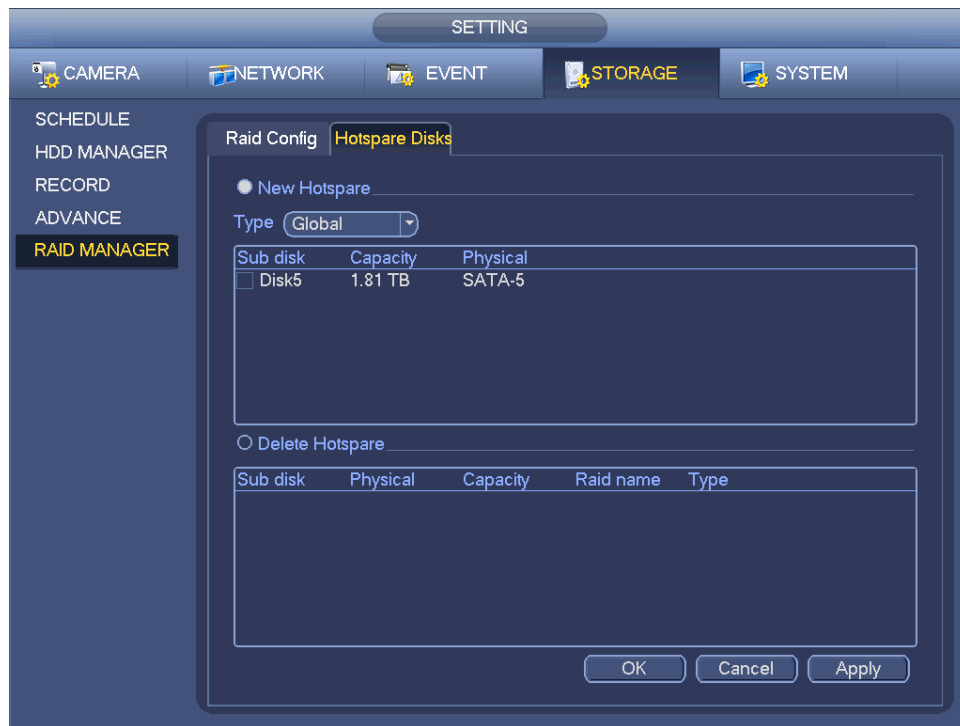 SETTING
CAMERA NETWORK EVENT STORAGE SYSTEM
SCHEDULE
HDD MANAGER
RECORD
ADVANCE
RAID MANAGER
Raid Config Hotspare Disks
New Hotspare
Type Global
Sub disk Capacity Physical
Disk5 1.81 TB SATA-5
Delete Hotspare
Sub disk Physical Capacity Raid name Type
OK Cancel Apply